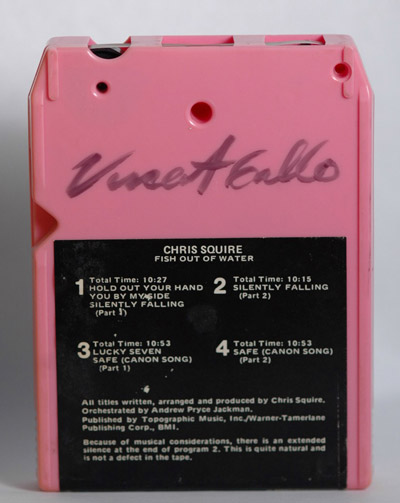 Vincent Gallo
CHRIS SQUIRE
FISH OUT OF WATER
1 Total Time: 10:27
HOLD OUT YOUR HAND
YOU BY MY SIDE
SILENTLY FALLING
(Part 1)
2 Total Time: 10:15
SILENTLY FALLING
(Part 2)
3 Total Time: 10:53
LUCKY SEVEN
SAFE (CANON SONG)
(Part 1)
4 Total Time: 10:53
SAFE (CANON SONG)
(Part 2)
All titles written, arranged and produced by Chris Squire.
Orchestrated by Andrew Pryce Jackman.
Published by Topographic Music, Inc./Warner-Tamerlane
Publishing Corp., BMI.
Because of musical considerations, there is an extended
silence at the end of program 2. This is quite natural and
is not a defect in the tape.